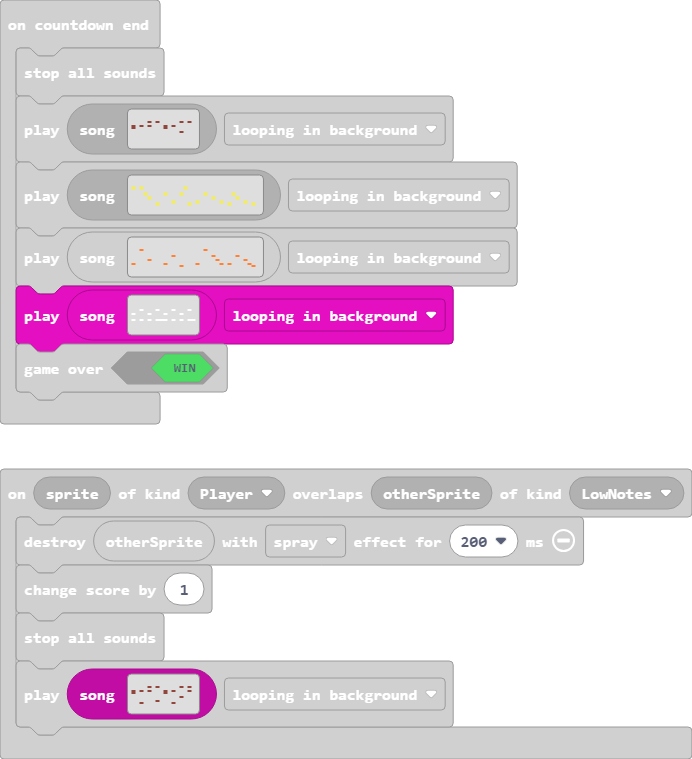 on countdown end
stop all sounds
play song looping in background
play song looping in background
play song looping in background
play song looping in background
game over WIN
on sprite of kind Player overlaps otherSprite of kind LowNotes
destroy otherSprite with spray effect for 200 ms
change score by 1
stop all sounds
play song looping in background